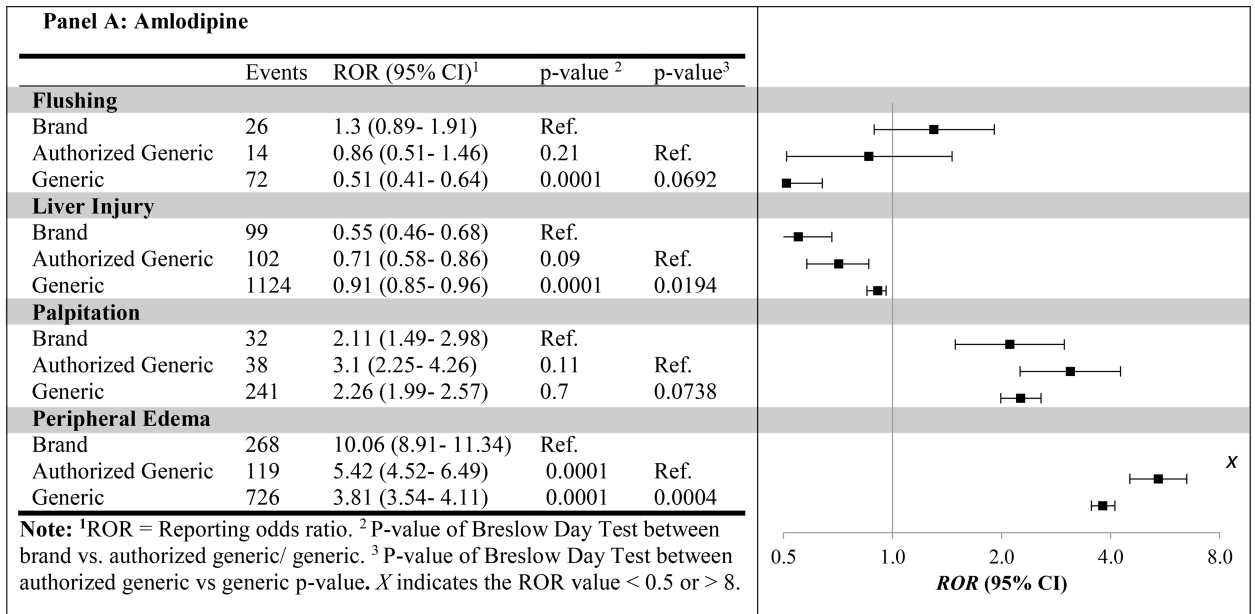 Panel A: Amlodipine
Events ROR (95% CI)1 p-value 2 p-value3
Flushing
Brand 26 1.3 (0.89- 1.91) Ref.
Authorized Generic 14 0.86 (0.51- 1.46) 0.21 Ref.
Generic 72 0.51 (0.41- 0.64) 0.0001 0.0692
Liver Injury
Brand 99 0.55 (0.46- 0.68) Ref.
Authorized Generic 102 0.71 (0.58- 0.86) 0.09 Ref.
Generic 1124 0.91 (0.85- 0.96) 0.0001 0.0194
Palpitation
Brand 32 2.11 (1.49- 2.98) Ref.
Authorized Generic 38 3.1 (2.25- 4.26) 0.11 Ref.
Generic 241 2.26 (1.99- 2.57) 0.7 0.0738
Peripheral Edema
Brand 268 10.06 (8.91- 11.34) Ref.
Authorized Generic 119 5.42 (4.52- 6.49) 0.0001 Ref.
Generic 726 3.81 (3.54- 4.11) 0.0001 0.0004
Note: 1ROR = Reporting odds ratio. 2 P-value of Breslow Day Test between
brand vs. authorized generic/ generic. 3 P-value of Breslow Day Test between
authorized generic vs generic p-value. X indicates the ROR value < 0.5 or > 8.
X
0.5 1.0 2.0 4.0 8.0
ROR (95% CI)